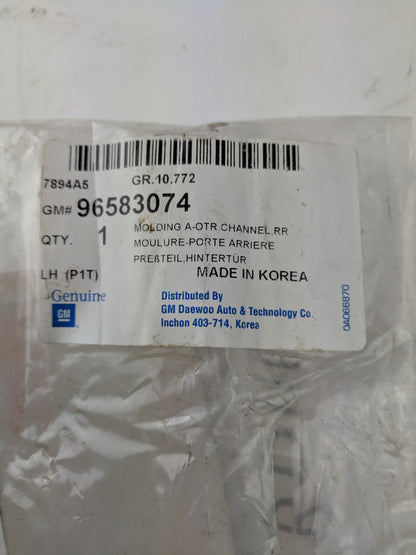 7894A5 GR.10.772
GM# 96583074
QTY. 1
MOLDING A-OTR CHANNEL,RR
MOULURE-PORTE ARRIERE
PREßTEIL,HINTERTÜR
LH (P1T) MADE IN KOREA
Genuine
GM
Distributed By
GM Daewoo Auto & Technology Co.
Inchon 403-714, Korea
0AD66870